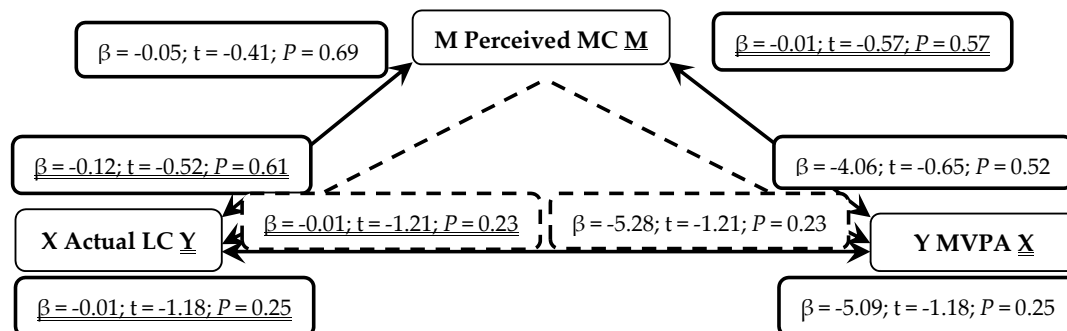 β = -0.05; t = -0.41; P = 0.69
M Perceived MC M
β = -0.01; t = -0.57; P = 0.57
β = -0.12; t = -0.52; P = 0.61
β = -4.06; t = -0.65; P = 0.52
X Actual LC Y
β = -0.01; t = -1.21; P = 0.23
β = -5.28; t = -1.21; P = 0.23
Y MVPA X
β = -0.01; t = -1.18; P = 0.25
β = -5.09; t = -1.18; P = 0.25